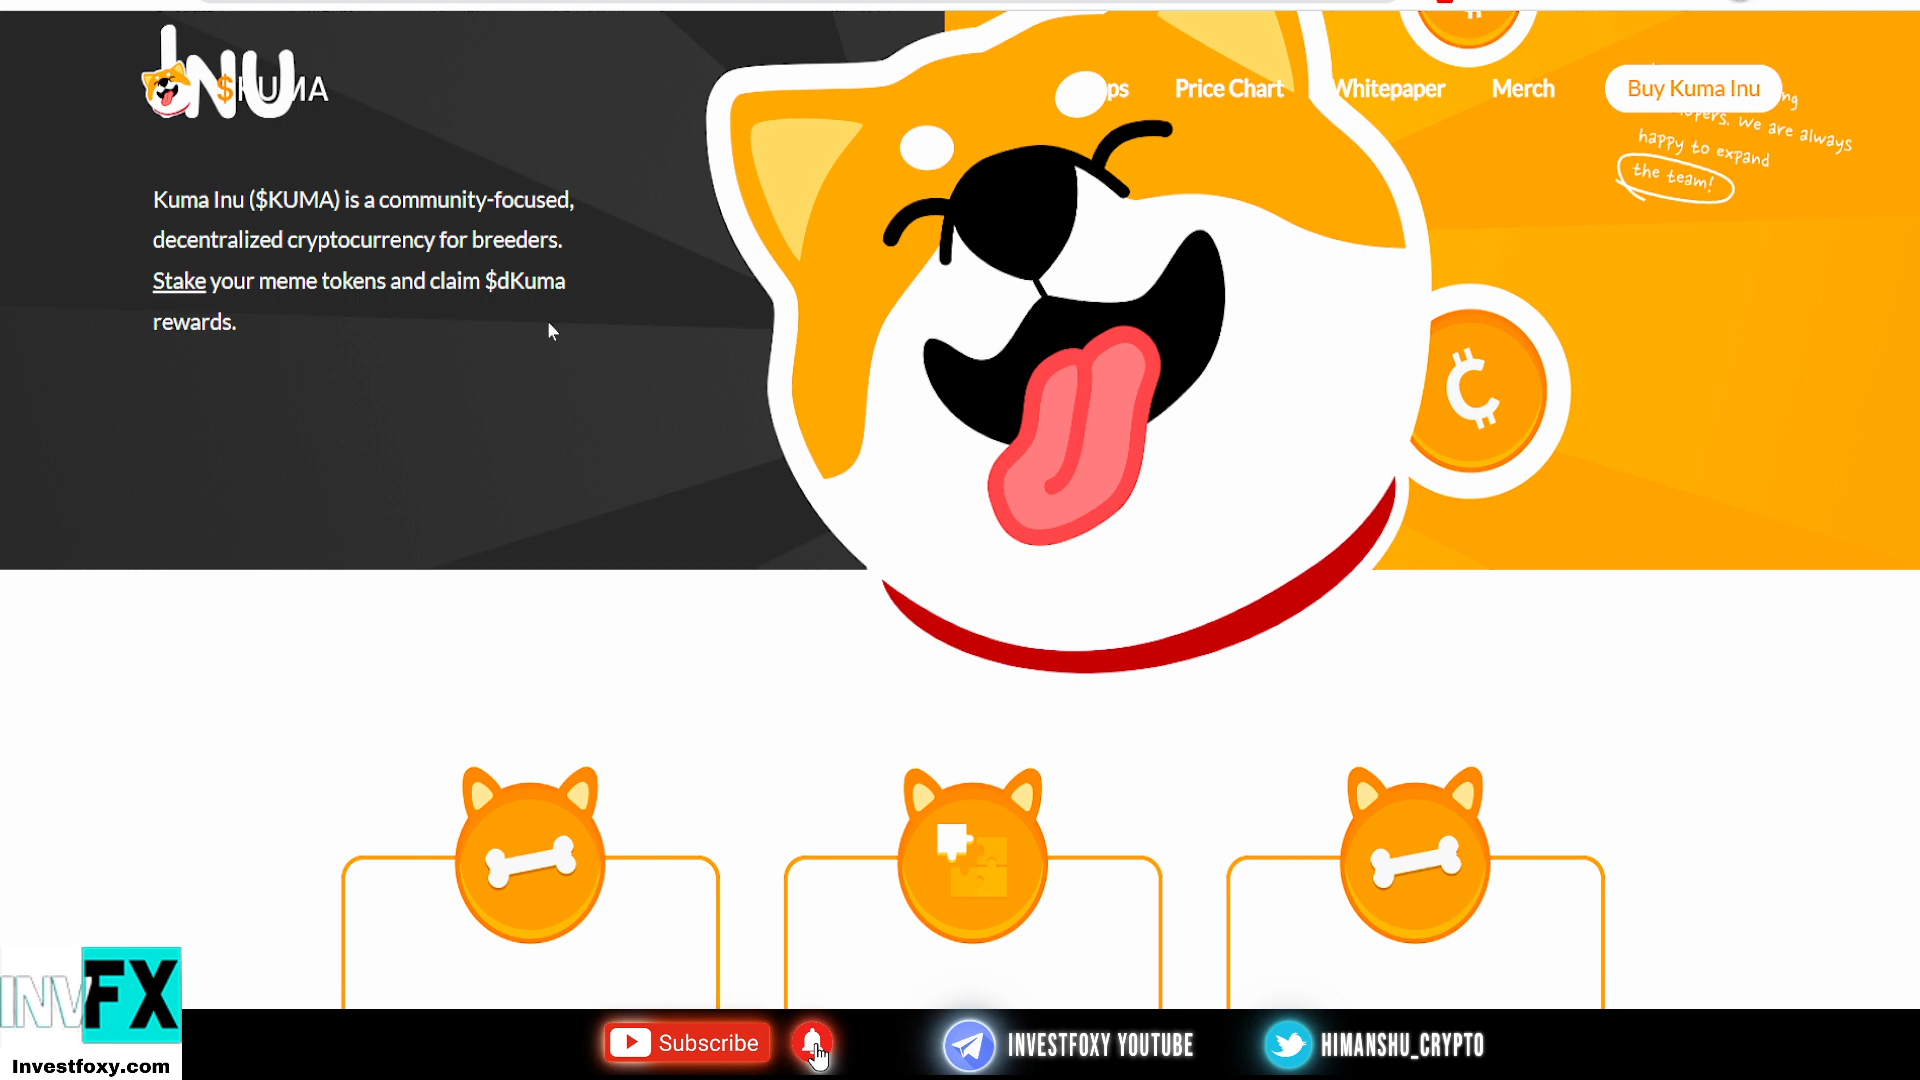 INU
$KUMA
Price Chart
Whitepaper
Merch
Buy Kuma Inu
we are always
happy to expand
the team!
Kuma Inu ($KUMA) is a community-focused,
decentralized cryptocurrency for breeders.
Stake your meme tokens and claim $dKuma
rewards.
INV FX
Investfoxy.com
Subscribe
INVESTFOXY YOUTUBE
HIMANSHU_CRYPTO